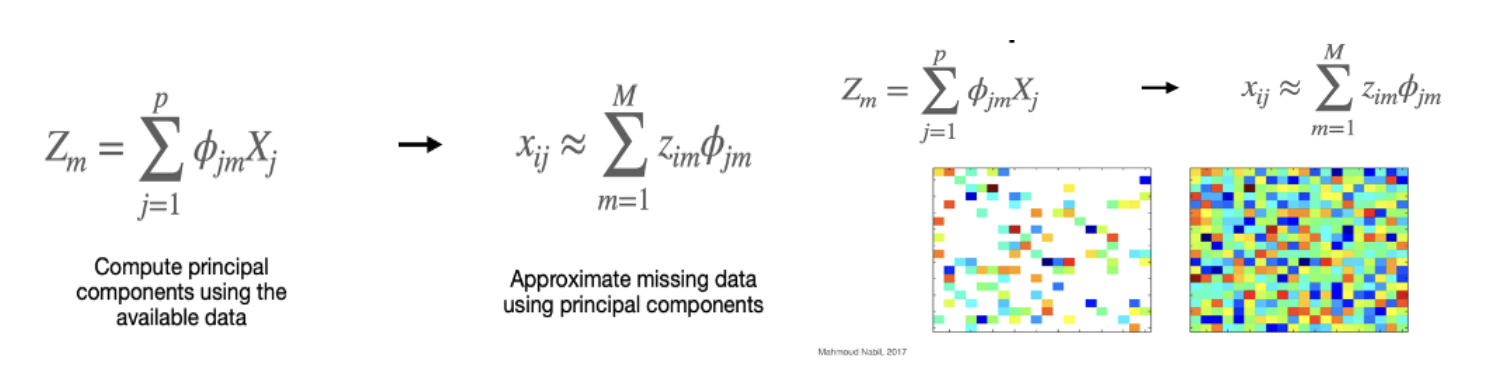 Z_m = \sum_{j=1}^{p} \phi_{jm} X_j → x_{ij} ≈ \sum_{m=1}^{M} z_{im} \phi_{jm}
Compute principal
components using the
available data
Approximate missing data
using principal components
Z_m = \sum_{j=1}^{p} \phi_{jm} X_j → x_{ij} ≈ \sum_{m=1}^{M} z_{im} \phi_{jm}
Mahmoud Nabil, 2017